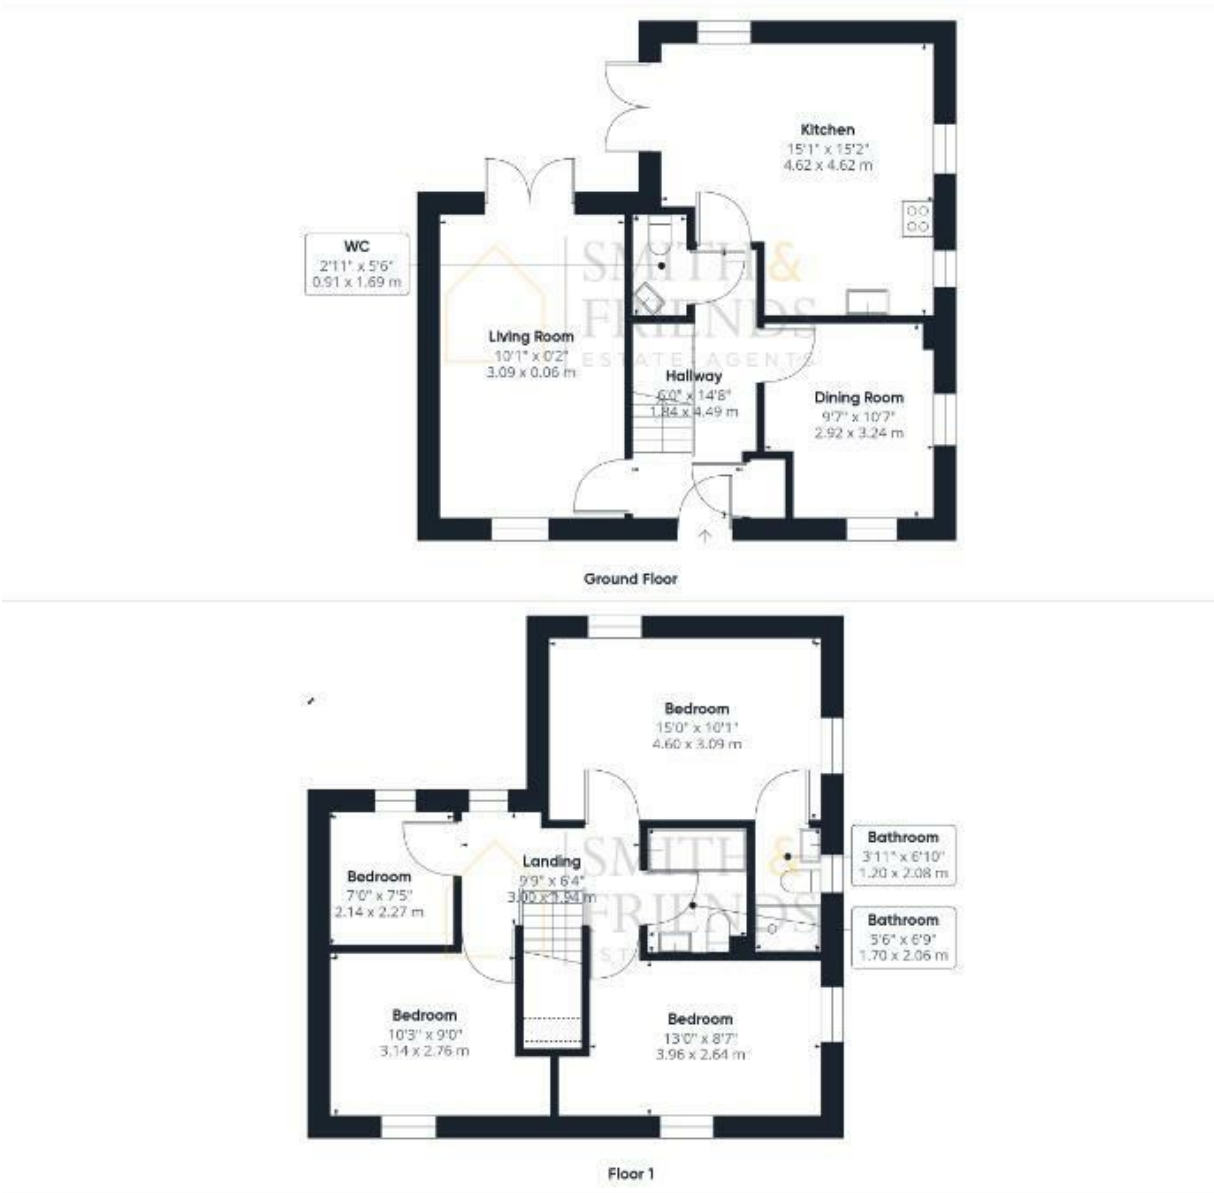 Kitchen
15'1" x 15'2"
4.62 x 4.62 m
WC
2'11" x 5'6"
0.91 x 1.69 m
SMITH &
FRIENDS
ESTATE AGENTS
Living Room
10'1" x 0'2"
3.09 x 0.06 m
Hallway
6'0" x 14'8"
1.84 x 4.49 m
Dining Room
9'7" x 10'7"
2.92 x 3.24 m
Ground Floor
Bedroom
15'0" x 10'1"
4.60 x 3.09 m
Bathroom
3'11" x 6'10"
1.20 x 2.08 m
SMITH &
FRIENDS
EST
Landing
9'9" x 6'4"
3.00 x 1.94 m
Bedroom
7'0" x 7'5"
2.14 x 2.27 m
Bathroom
5'6" x 6'9"
1.70 x 2.06 m
Bedroom
10'3" x 9'0"
3.14 x 2.76 m
Bedroom
13'0" x 8'7"
3.96 x 2.64 m
Floor 1